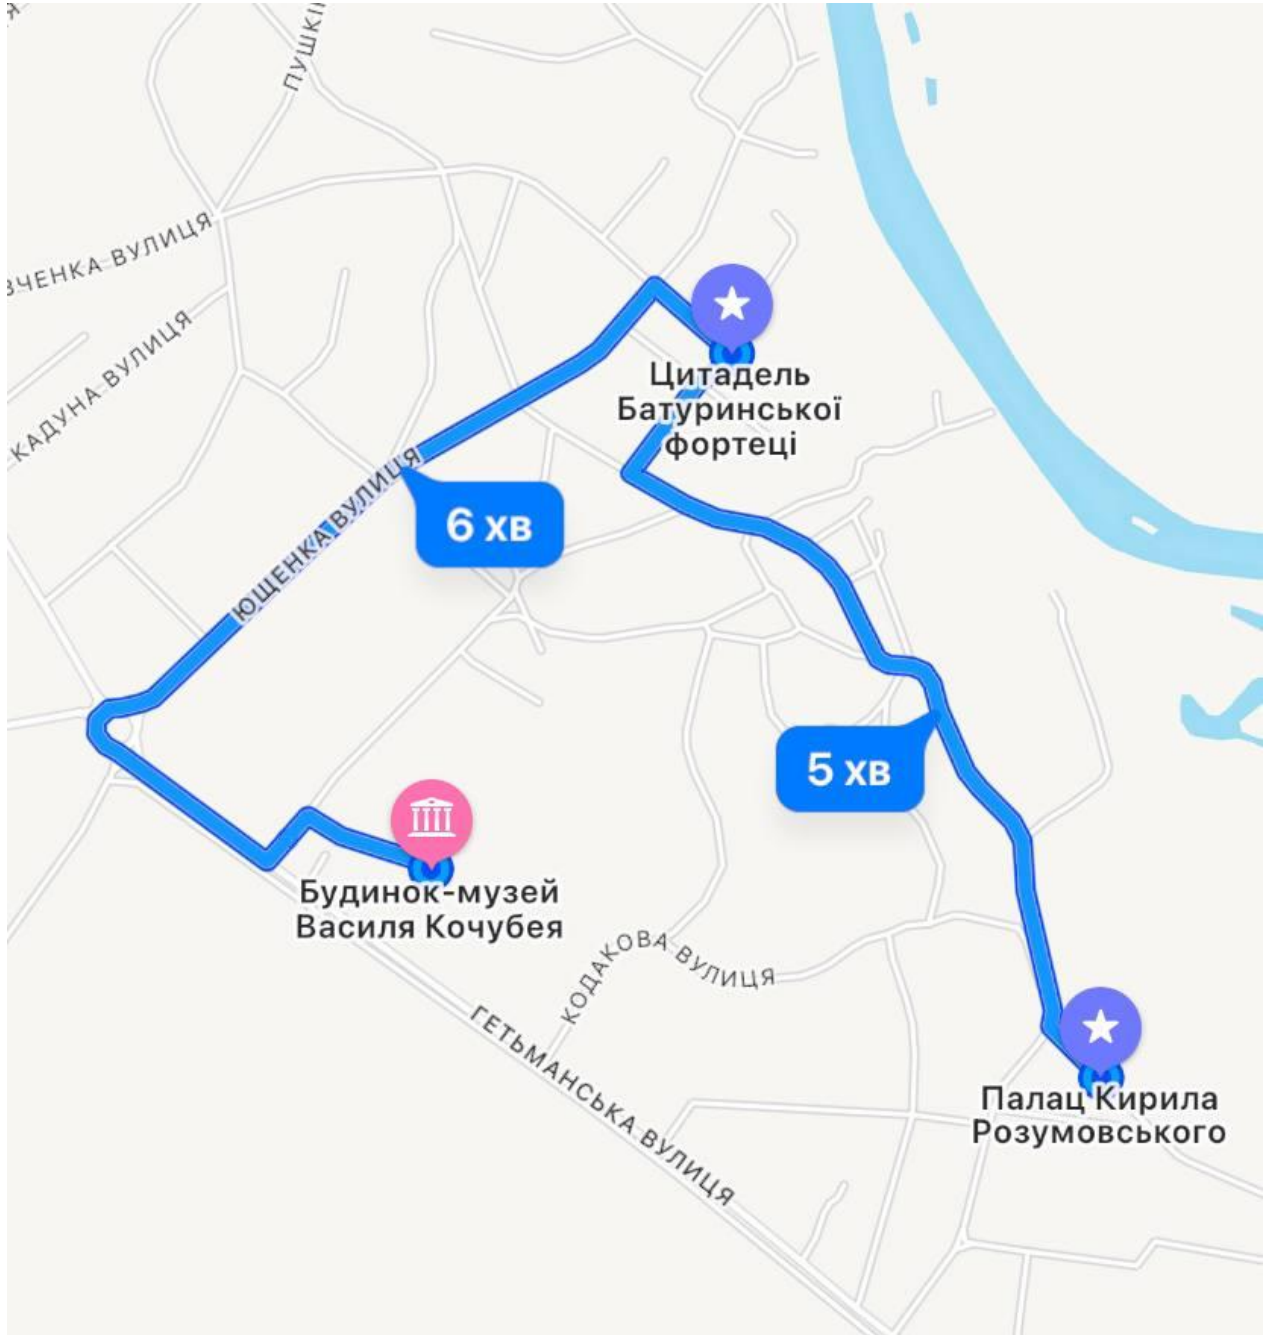 ПУШКІ
ВЧЕНКА ВУЛИЦЯ
КАДУНА ВУЛИЦЯ
Цитадель
Батуринської
фортеці
ЮЩЕНКА ВУЛИЦЯ
6 хв
5 хв
Будинок-музей
Василя Кочубея
КОДАКОВА ВУЛИЦЯ
ГЕТЬМАНСЬКА ВУЛИЦЯ
Палац Кирила
Розумовського